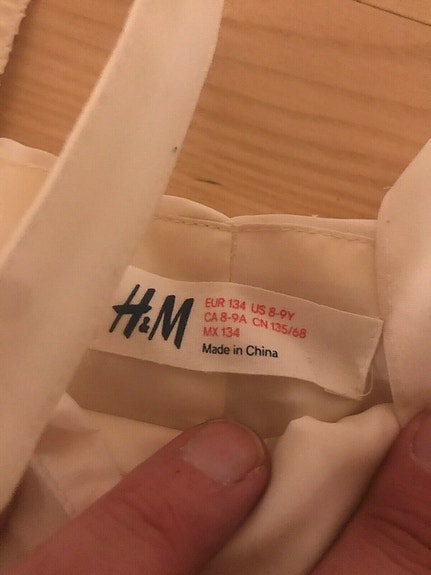 H&M
EUR 134 US 8-9Y
CA 8-9A CN 135/68
MX 134
Made in China